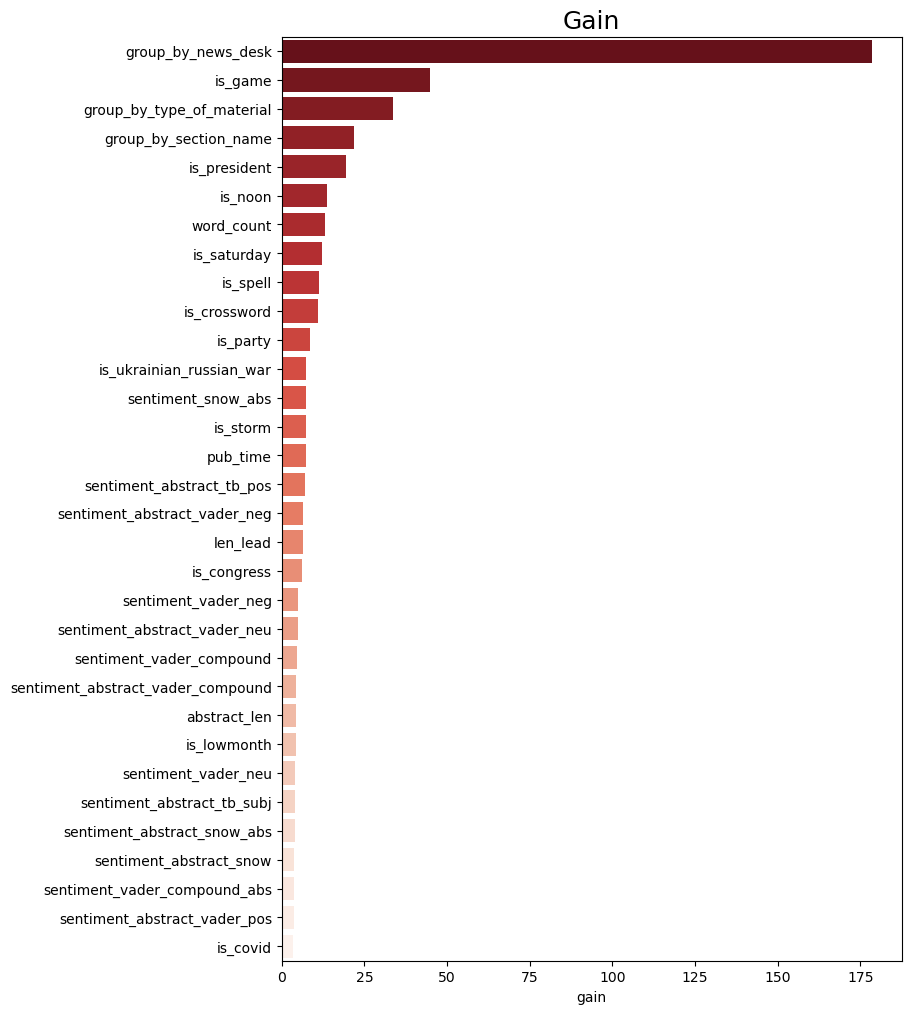 Gain
group_by_news_desk
is_game
group_by_type_of_material
group_by_section_name
is_president
is_noon
word_count
is_saturday
is_spell
is_crossword
is_party
is_ukrainian_russian_war
sentiment_snow_abs
is_storm
pub_time
sentiment_abstract_tb_pos
sentiment_abstract_vader_neg
len_lead
is_congress
sentiment_vader_neg
sentiment_abstract_vader_neu
sentiment_vader_compound
sentiment_abstract_vader_compound
abstract_len
is_lowmonth
sentiment_vader_neu
sentiment_abstract_tb_subj
sentiment_abstract_snow_abs
sentiment_abstract_snow
sentiment_vader_compound_abs
sentiment_abstract_vader_pos
is_covid
0 25 50 75 100 125 150 175
gain